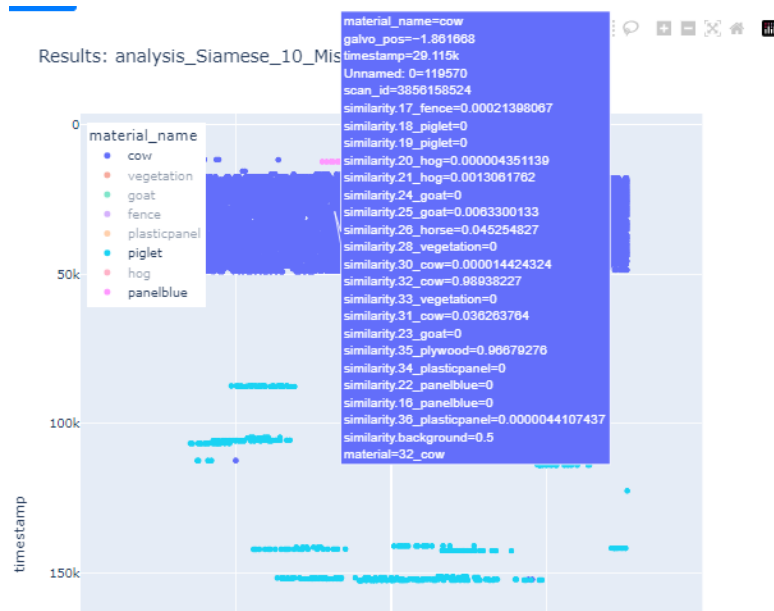 Results: analysis_Siamese_10_Mis
material_name=cow
galvo_pos=−1.861668
timestamp=29.115k
Unnamed: 0=119570
scan_id=3856158524
similarity.17_fence=0.00021398067
similarity.18_piglet=0
similarity.19_piglet=0
similarity.20_hog=0.000004351139
similarity.21_hog=0.0013061762
similarity.24_goat=0
similarity.25_goat=0.0063300133
similarity.26_horse=0.045254827
similarity.28_vegetation=0
similarity.30_cow=0.000014424324
similarity.32_cow=0.98938227
similarity.33_vegetation=0
similarity.31_cow=0.036263764
similarity.23_goat=0
similarity.35_plywood=0.96679276
similarity.34_plasticpanel=0
similarity.22_panelblue=0
similarity.16_panelblue=0
similarity.36_plasticpanel=0.0000044107437
similarity.background=0.5
material=32_cow
material_name
cow
vegetation
goat
fence
plasticpanel
piglet
hog
panelblue
0
50k
100k
150k
timestamp